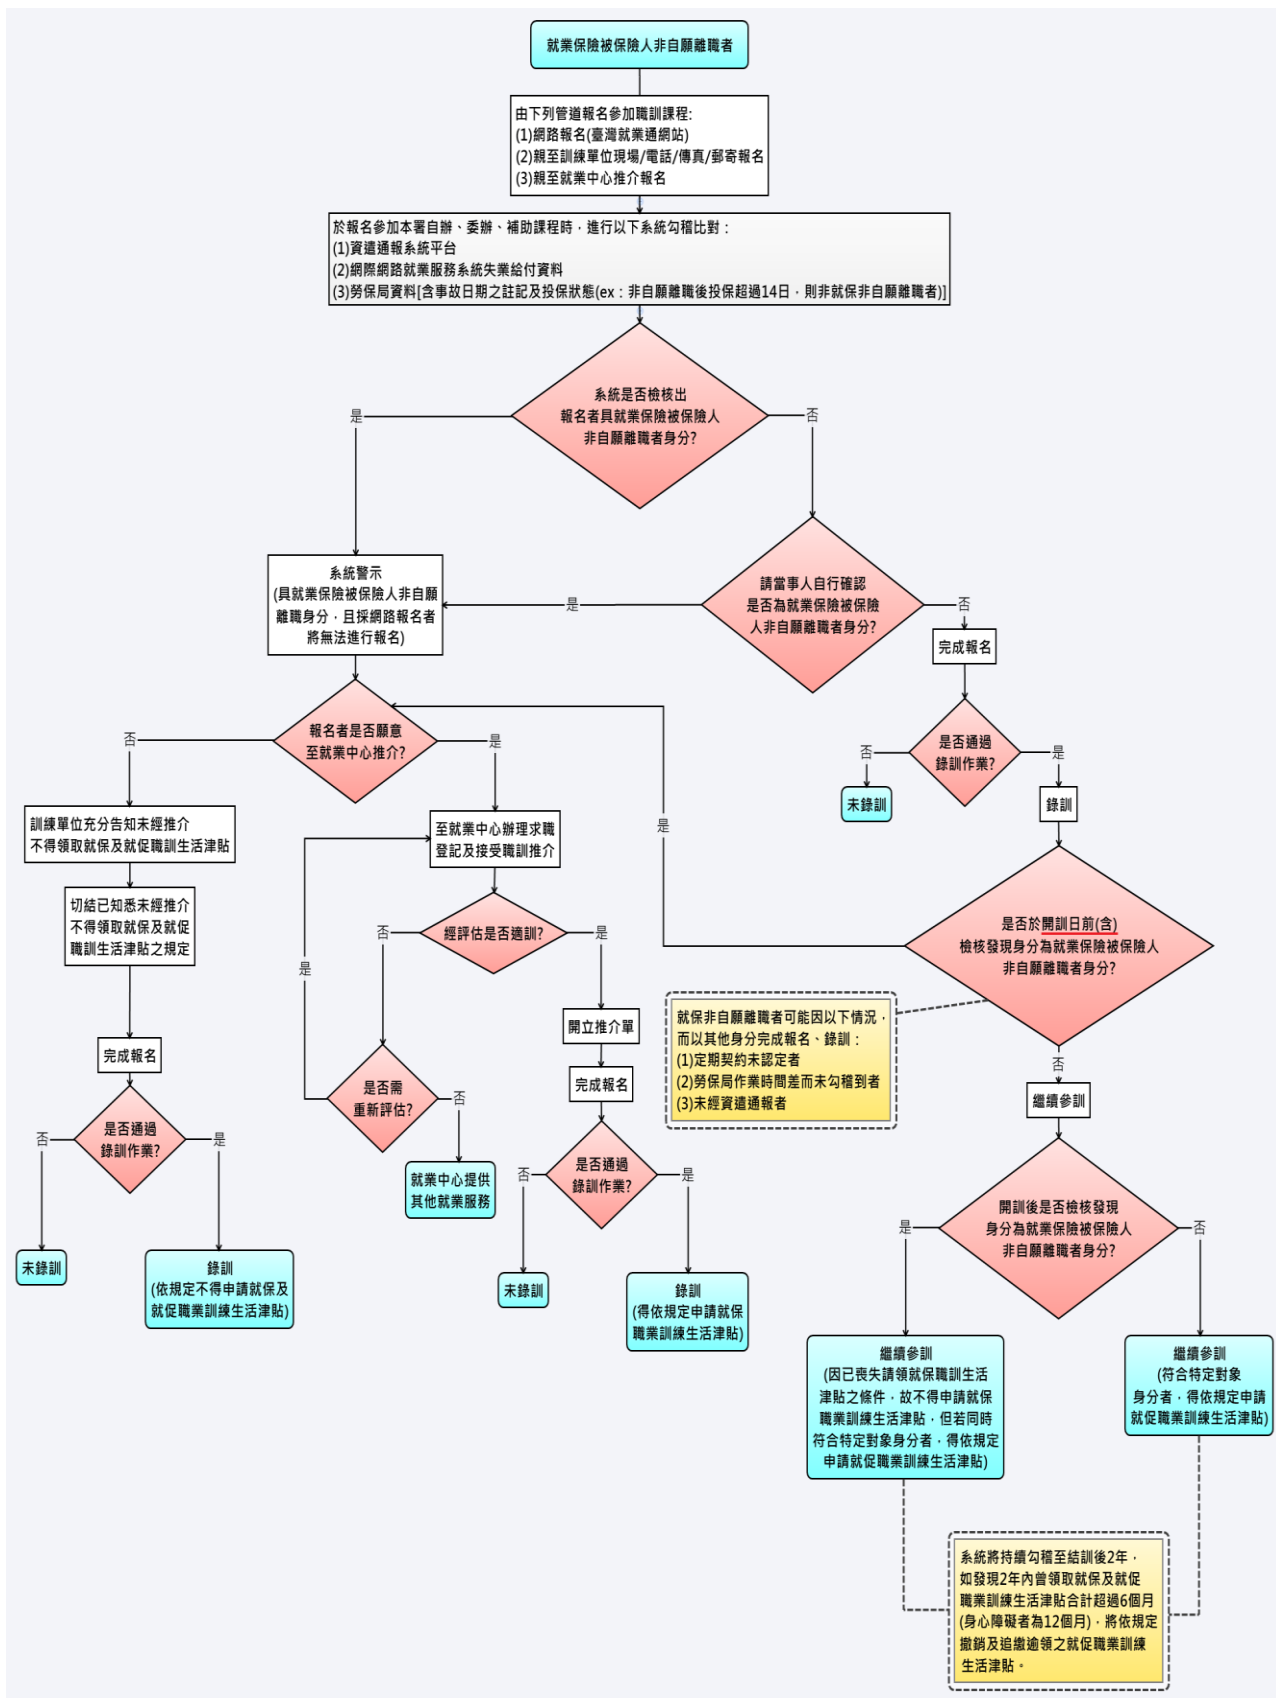 就業保險被保險人非自願離職者
由下列管道報名參加職訓課程:
(1)網路報名(臺灣就業通網站)
(2)親至訓練單位現場/電話/傳真/郵寄報名
(3)親至就業中心推介報名
於報名參加本署自辦、委辦、補助課程時，進行以下系統勾稽比對：
(1)資遣通報系統平台
(2)網際網路就業服務系統失業給付資料
(3)勞保局資料[含事故日期之註記及投保狀態(ex：非自願離職後投保超過14日，則非就保非自願離職者)]
系統是否檢核出
報名者具就業保險被保險人
非自願離職者身分?
是
否
系統警示
(具就業保險被保險人非自願
離職身分，且採網路報名者
將無法進行報名)
請當事人自行確認
是否為就業保險被保險
人非自願離職者身分?
是
否
完成報名
報名者是否願意
至就業中心推介?
否
是
是否通過
錄訓作業?
否
是
未錄訓
錄訓
訓練單位充分告知未經推介
不得領取就保及就促職訓生活津貼
至就業中心辦理求職
登記及接受職訓推介
是
切結已知悉未經推介
不得領取就保及就促
職訓生活津貼之規定
經評估是否適訓?
否
是
是
是否於開訓日前(含)
檢核發現身分為就業保險被保險人
非自願離職者身分?
就保非自願離職者可能因以下情況，
而以其他身分完成報名、錄訓：
(1)定期契約未認定者
(2)勞保局作業時間差而未勾稽到者
(3)未經資遣通報者
開立推介單
完成報名
完成報名
否
繼續參訓
是否需
重新評估?
否
是否通過
錄訓作業?
否
是
就業中心提供
其他就業服務
是否通過
錄訓作業?
否
是
開訓後是否檢核發現
身分為就業保險被保險人
非自願離職者身分?
是
否
未錄訓
錄訓
(依規定不得申請就保及
就促職業訓練生活津貼)
未錄訓
錄訓
(得依規定申請就保
職業訓練生活津貼)
繼續參訓
(因已喪失請領就保職訓生活
津貼之條件，故不得申請就保
職業訓練生活津貼，但若同時
符合特定對象身分者，得依規定
申請就促職業訓練生活津貼)
繼續參訓
(符合特定對象
身分者，得依規定申請
就促職業訓練生活津貼)
系統將持續勾稽至結訓後2年，
如發現2年內曾領取就保及就促
職業訓練生活津貼合計超過6個月
(身心障礙者為12個月)，將依規定
撤銷及追繳逾領之就促職業訓練
生活津貼。